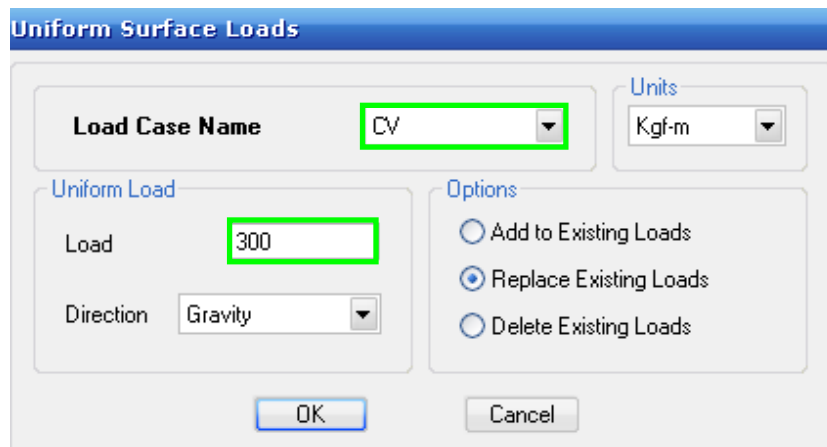 Uniform Surface Loads
Units
Load Case Name CV Kgf-m
Uniform Load Options
Load 300 Add to Existing Loads
Replace Existing Loads
Direction Gravity Delete Existing Loads
OK Cancel